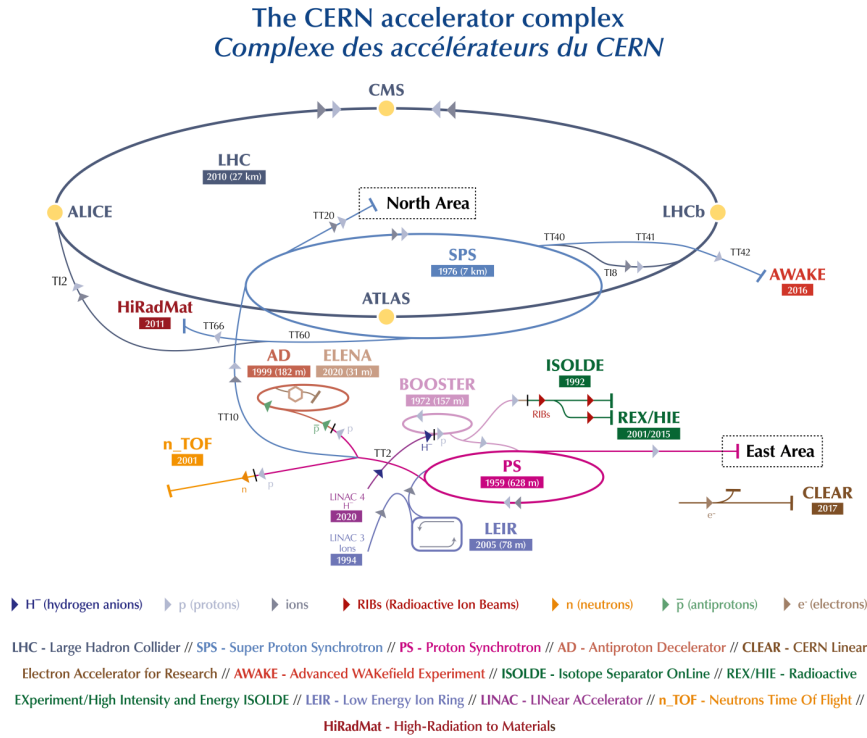 The CERN accelerator complex
Complexe des accélérateurs du CERN
CMS
LHC
2010 (27 km)
North Area
TT20
ALICE
LHCb
TT40
TT41
SPS
1976 (7 km)
TT42
TI8
TI2
AWAKE
2016
HiRadMat
2011
ATLAS
TT66
TT60
AD
1999 (182 m)
ELENA
2020 (31 m)
ISOLDE
1992
BOOSTER
1972 (157 m)
RIBs
REX/HIE
2001/2015
TT10
p̅
p
H⁻
p
n_TOF
2001
TT2
East Area
PS
1959 (628 m)
n
p
LINAC 4
H⁻
2020
CLEAR
2017
e⁻
LINAC 3
Ions
1994
LEIR
2005 (78 m)
H⁻ (hydrogen anions)
p (protons)
ions
RIBs (Radioactive Ion Beams)
n (neutrons)
p̅ (antiprotons)
e⁻ (electrons)
LHC - Large Hadron Collider // SPS - Super Proton Synchrotron // PS - Proton Synchrotron // AD - Antiproton Decelerator // CLEAR - CERN Linear
Electron Accelerator for Research // AWAKE - Advanced WAKefield Experiment // ISOLDE - Isotope Separator OnLine // REX/HIE - Radioactive
EXperiment/High Intensity and Energy ISOLDE // LEIR - Low Energy Ion Ring // LINAC - LINear ACcelerator // n_TOF - Neutrons Time Of Flight //
HiRadMat - High-Radiation to Materials